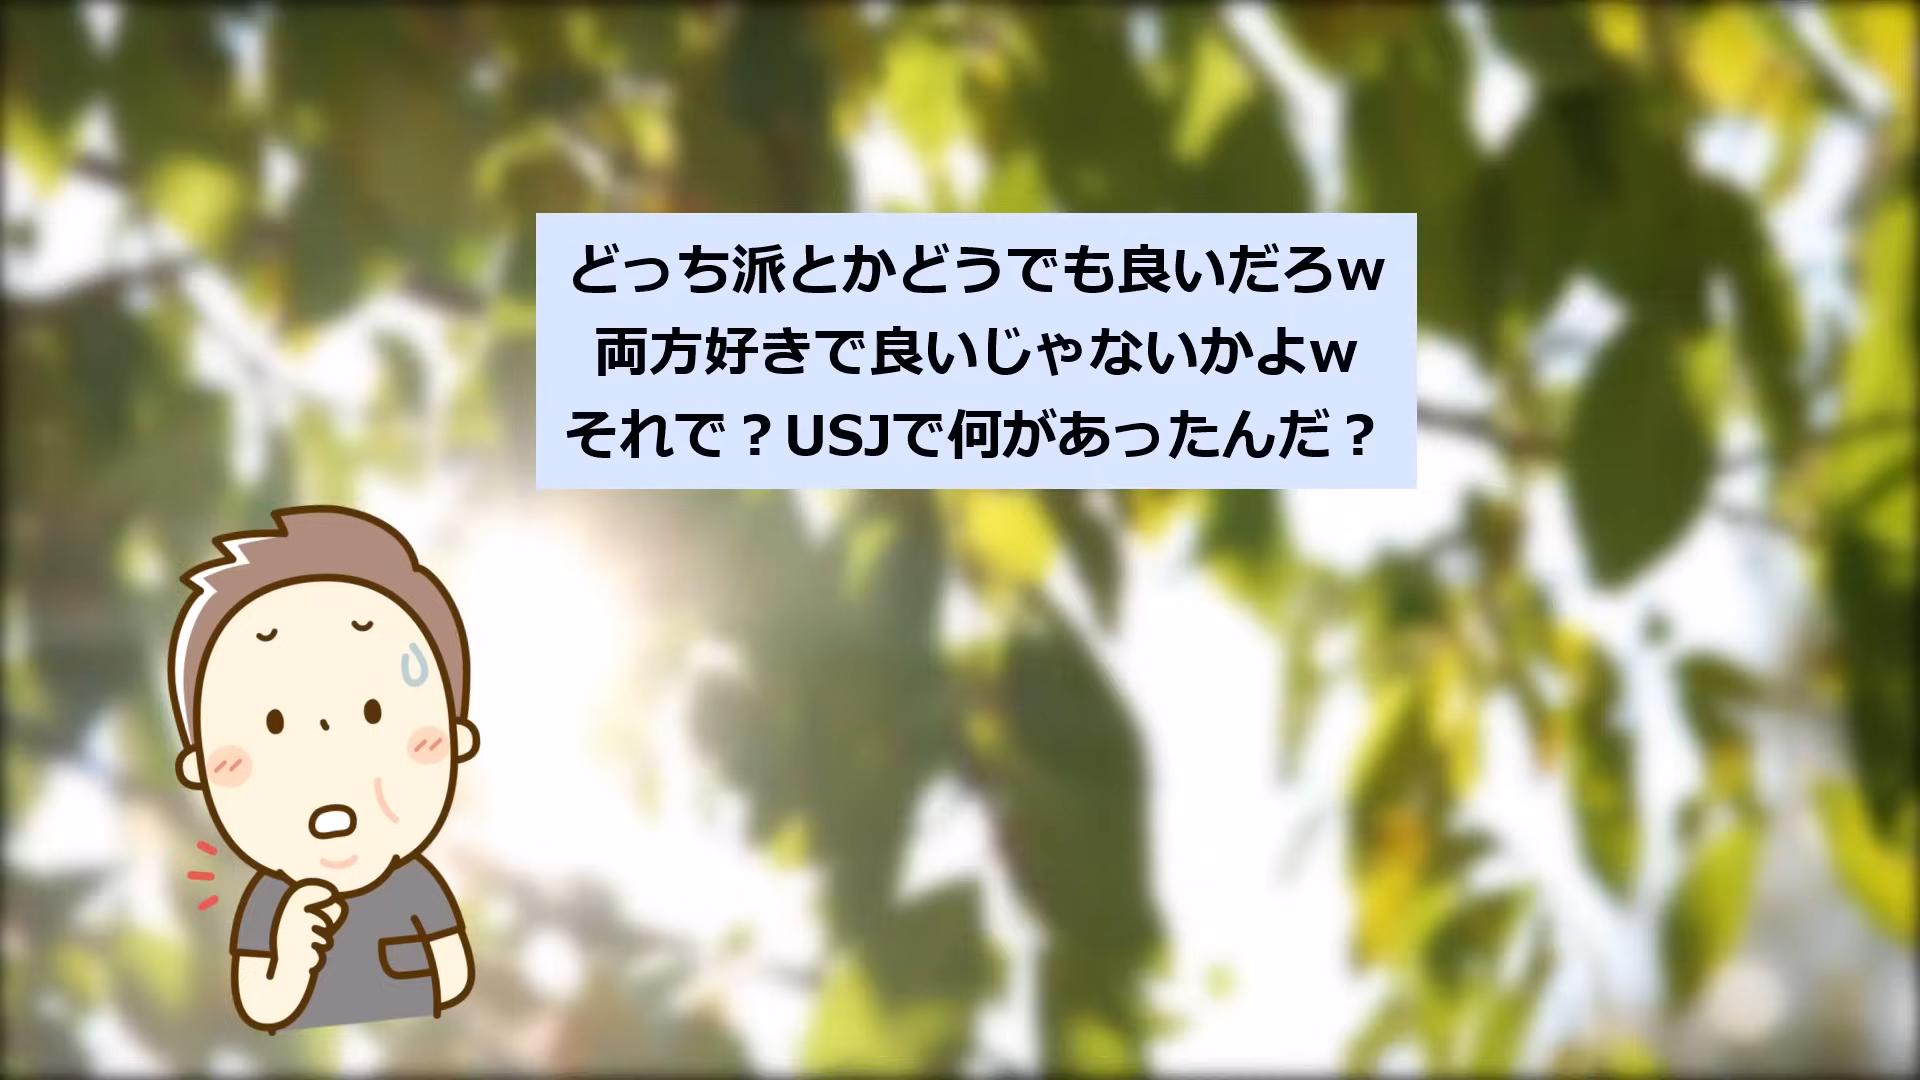 どっち派とかどうでも良いだろw
両方好きで良いじゃないかよw
それで？USJで何があったんだ？